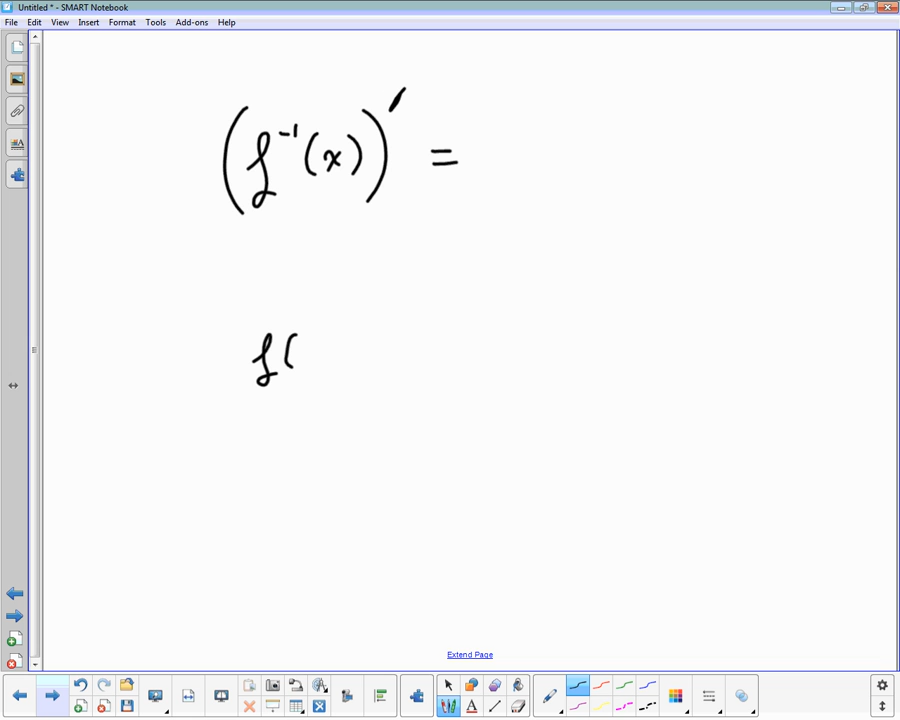 Untitled * - SMART Notebook
File Edit View Insert Format Tools Add-ons Help
(f⁻¹(x))′ =
f(
Extend Page